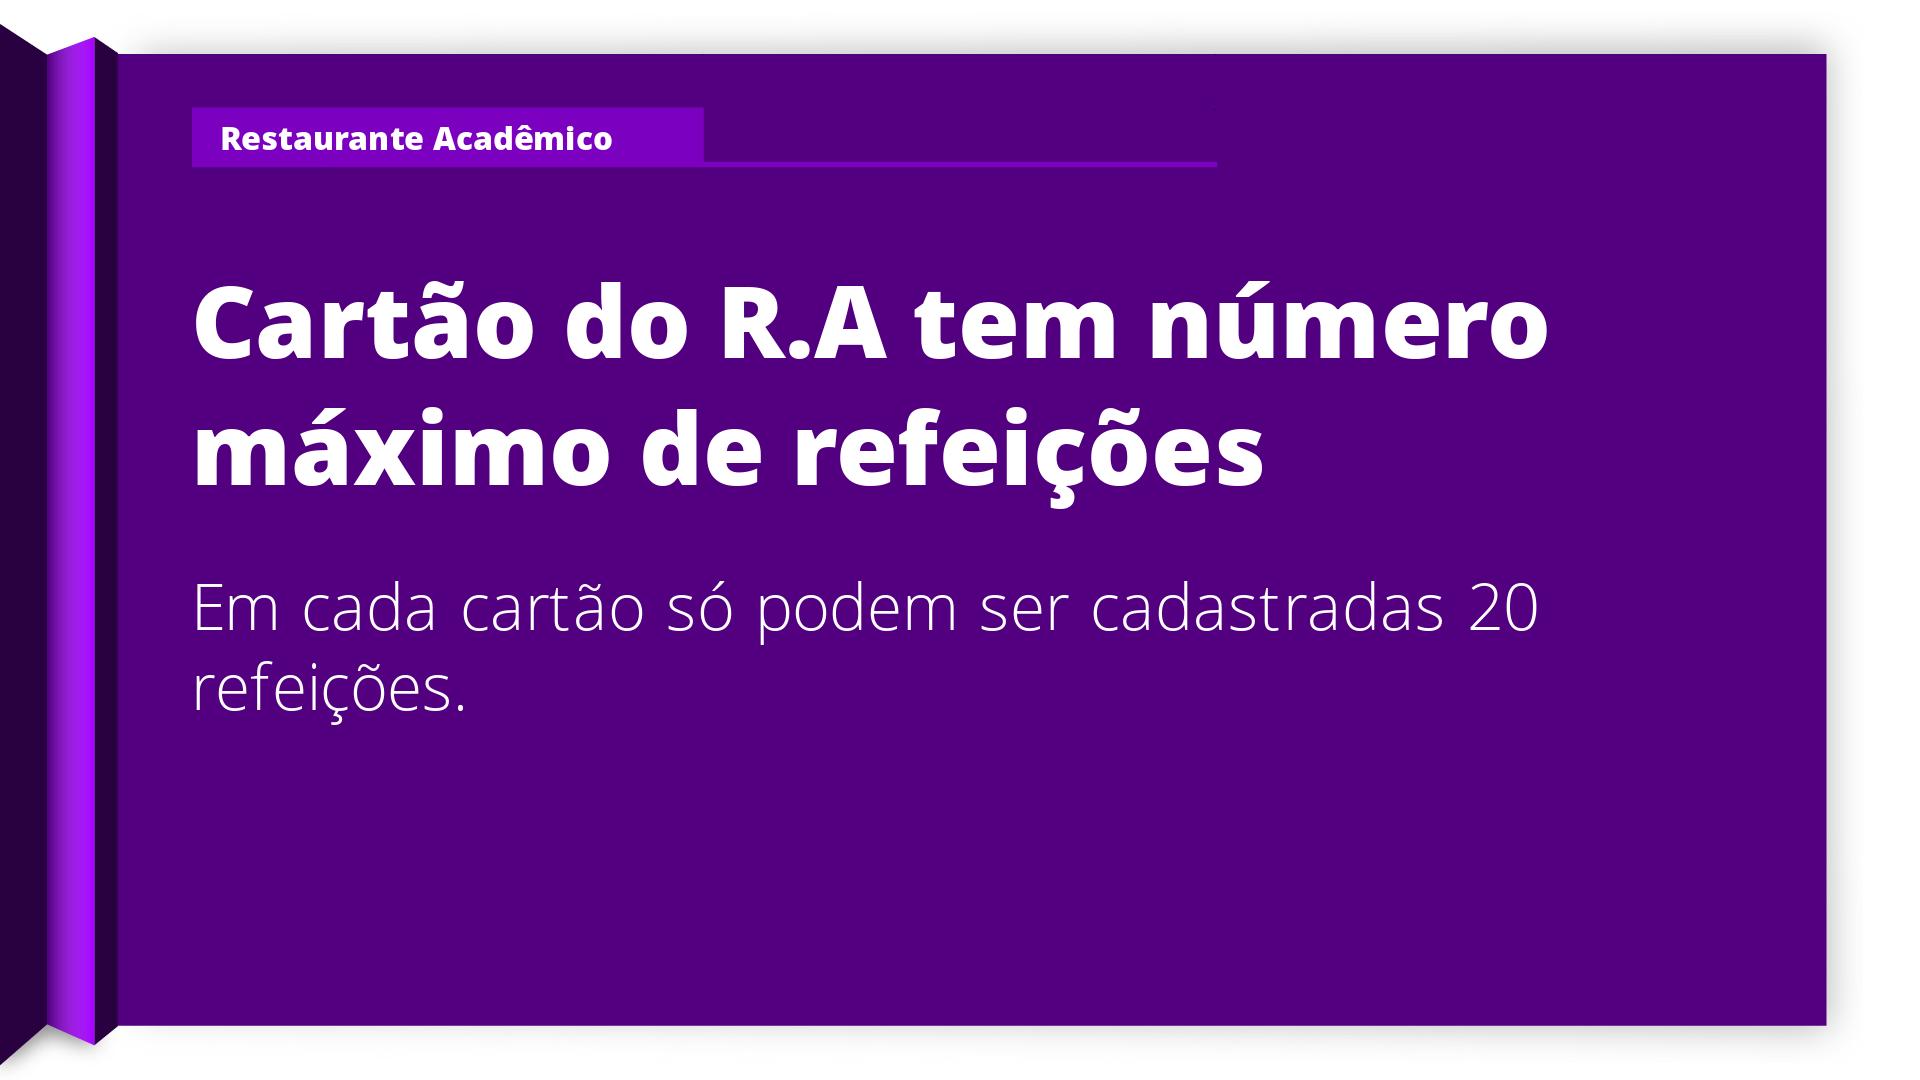 Restaurante Acadêmico
Cartão do R.A tem número
máximo de refeições
Em cada cartão só podem ser cadastradas 20
refeições.